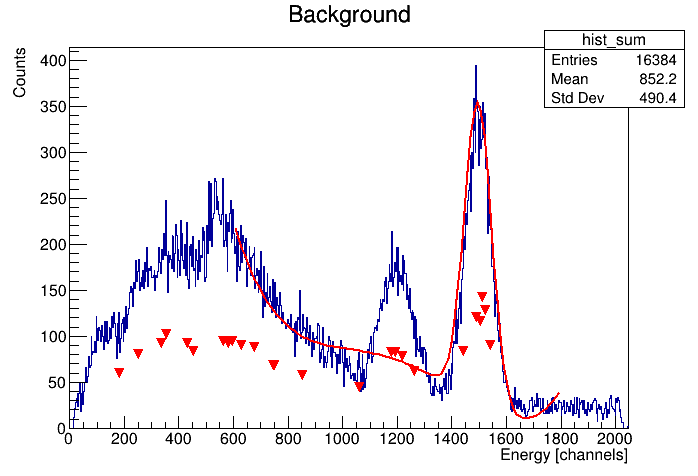 Background
hist_sum
Entries 16384
Mean 852.2
Std Dev 490.4
Counts
400
350
300
250
200
150
100
50
0
0 200 400 600 800 1000 1200 1400 1600 1800 2000
Energy [channels]